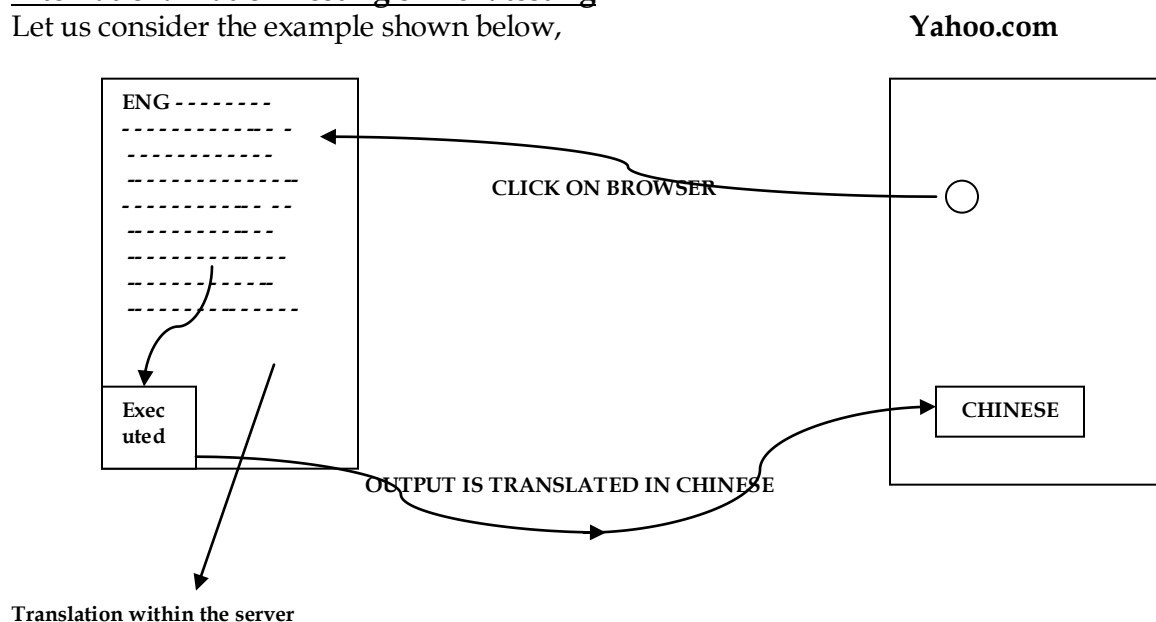 Let us consider the example shown below,
Yahoo.com
ENG - - - - - - - -
CLICK ON BROWSER
Exec
uted
CHINESE
OUTPUT IS TRANSLATED IN CHINESE
Translation within the server